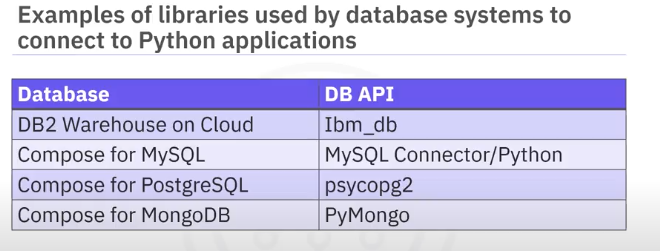 Examples of libraries used by database systems to
connect to Python applications
Database DB API
DB2 Warehouse on Cloud Ibm_db
Compose for MySQL MySQL Connector/Python
Compose for PostgreSQL psycopg2
Compose for MongoDB PyMongo